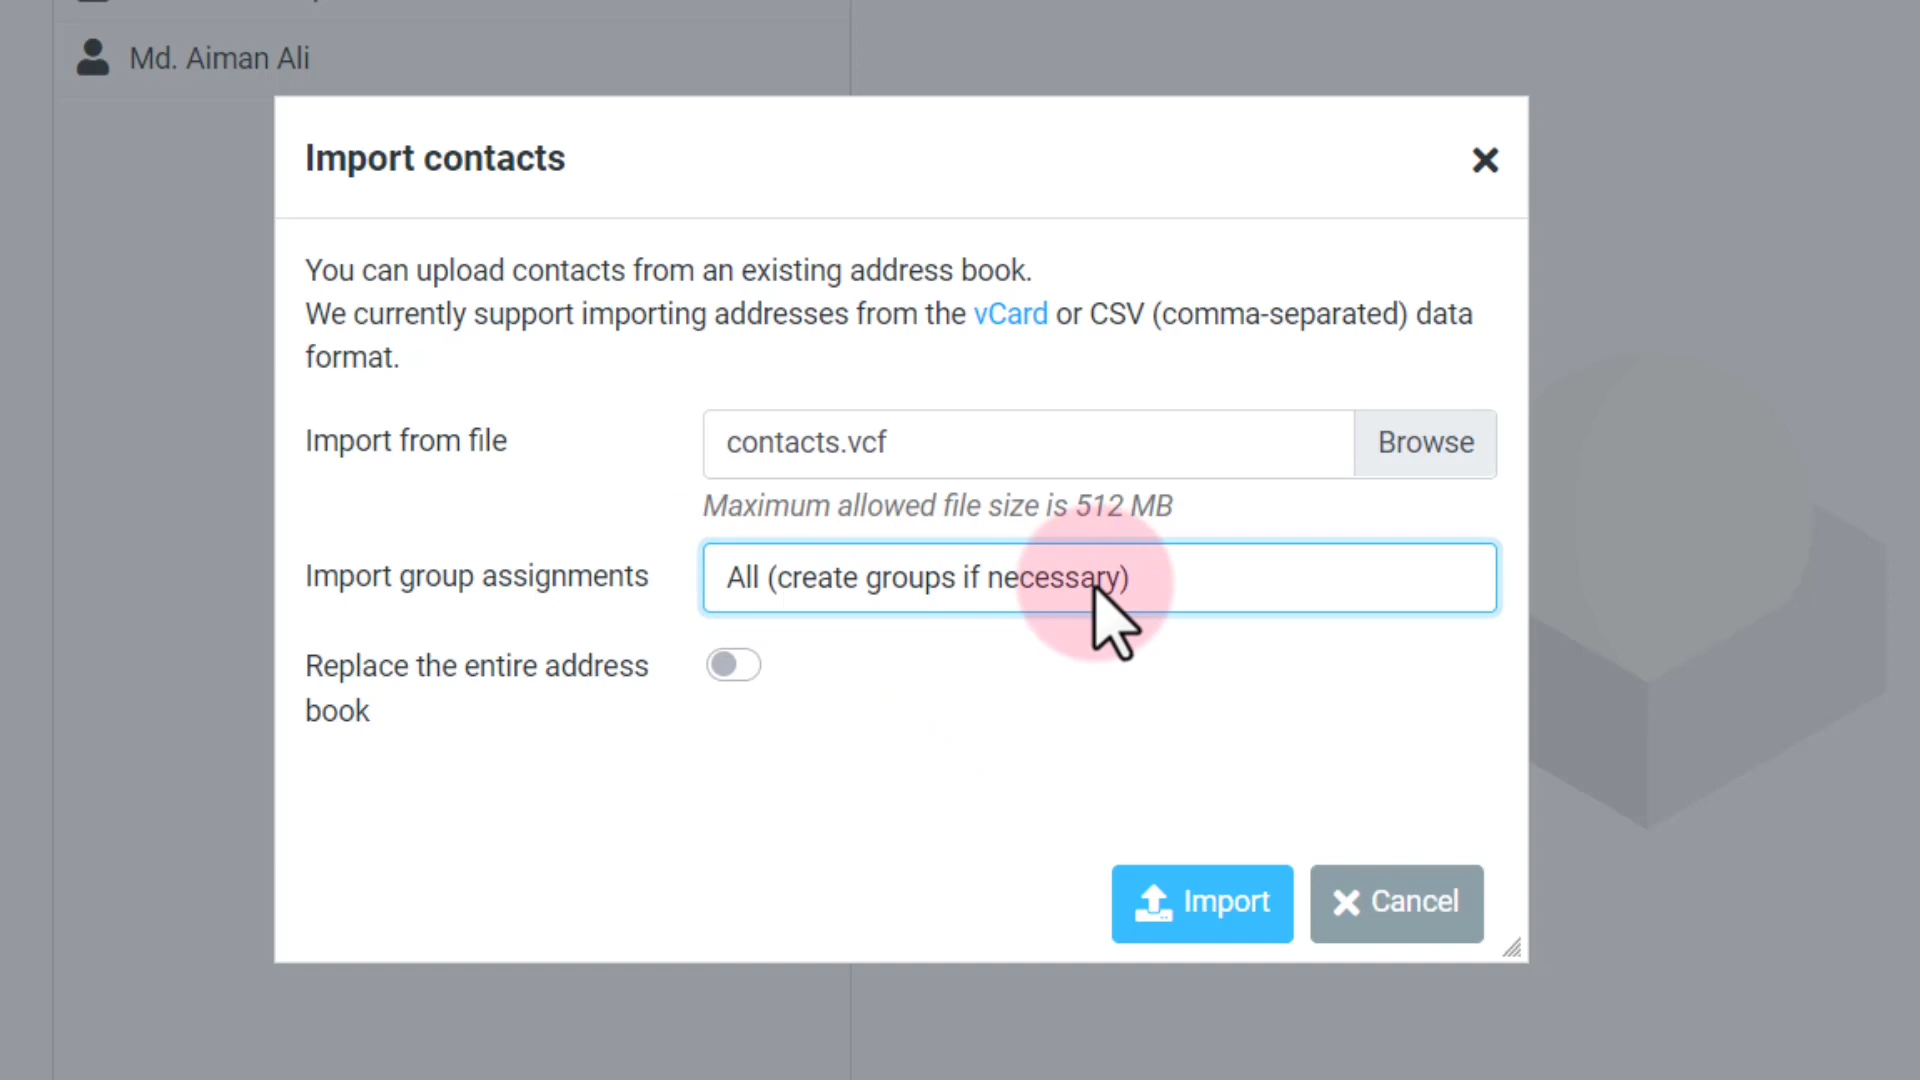 Md. Aiman Ali
Import contacts
You can upload contacts from an existing address book.
We currently support importing addresses from the vCard or CSV (comma-separated) data
format.
Import from file
contacts.vcf
Browse
Maximum allowed file size is 512 MB
Import group assignments
All (create groups if necessary)
Replace the entire address
book
Import
Cancel